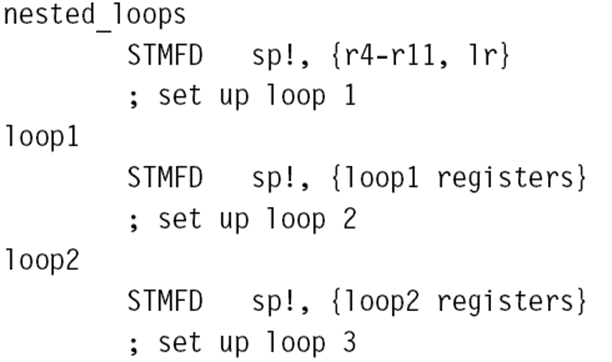 nested_loops
STMFD sp!, {r4-r11, lr}
; set up loop 1
loop1
STMFD sp!, {loop1 registers}
; set up loop 2
loop2
STMFD sp!, {loop2 registers}
; set up loop 3